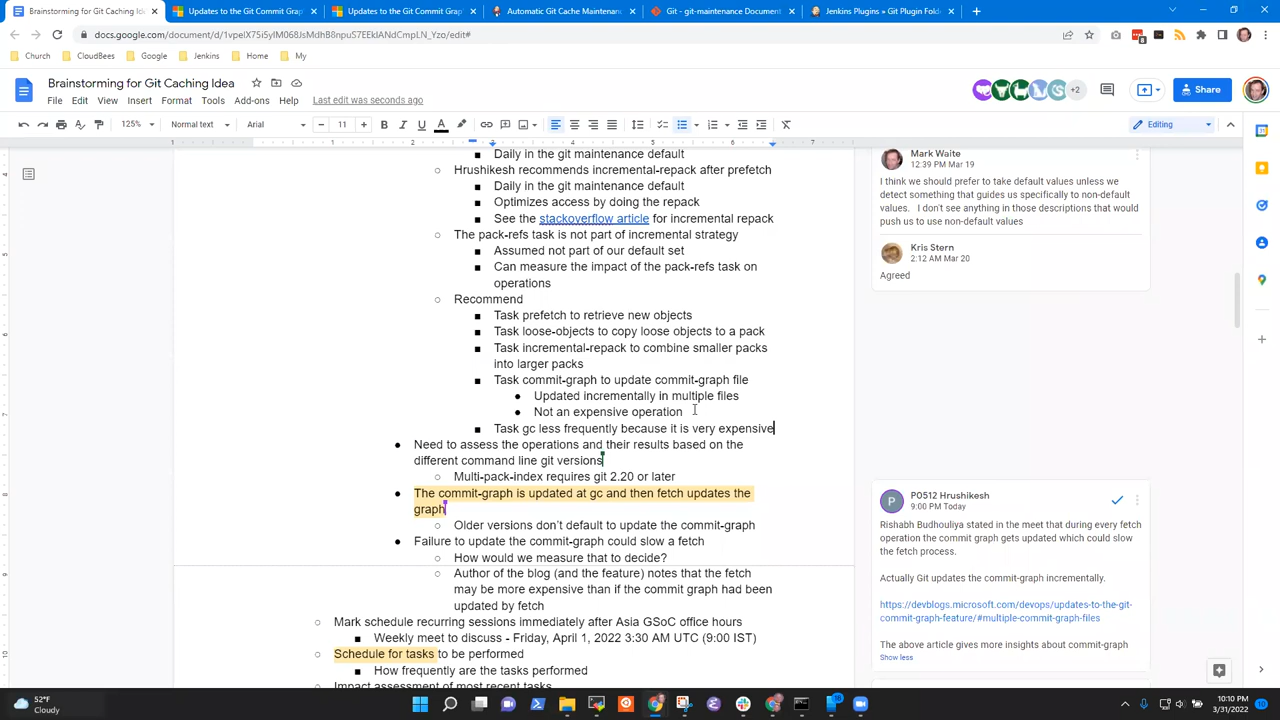 Brainstorming for Git Caching Idea
Updates to the Git Commit Grap
Updates to the Git Commit Grap
Automatic Git Cache Maintenanc
Git - git-maintenance Document
Jenkins Plugins » Git Plugin Fold
docs.google.com/document/d/1vpeIX75iSyIM068JsMdhB8npuS7EEkIANdCmpLN_Yzo/edit#
Church
CloudBees
Google
Jenkins
Home
My
Brainstorming for Git Caching Idea
File Edit View Insert Format Tools Add-ons Help Last edit was seconds ago
+2
Share
125% Normal text Arial 11 Editing
Daily in the git maintenance default
Hrushikesh recommends incremental-repack after prefetch
Daily in the git maintenance default
Optimizes access by doing the repack
See the stackoverflow article for incremental repack
The pack-refs task is not part of incremental strategy
Assumed not part of our default set
Can measure the impact of the pack-refs task on
operations
Recommend
Task prefetch to retrieve new objects
Task loose-objects to copy loose objects to a pack
Task incremental-repack to combine smaller packs
into larger packs
Task commit-graph to update commit-graph file
Updated incrementally in multiple files
Not an expensive operation
Task gc less frequently because it is very expensive
Need to assess the operations and their results based on the
different command line git versions
Multi-pack-index requires git 2.20 or later
The commit-graph is updated at gc and then fetch updates the
graph
Older versions don't default to update the commit-graph
Failure to update the commit-graph could slow a fetch
How would we measure that to decide?
Author of the blog (and the feature) notes that the fetch
may be more expensive than if the commit graph had been
updated by fetch
Mark schedule recurring sessions immediately after Asia GSoC office hours
Weekly meet to discuss - Friday, April 1, 2022 3:30 AM UTC (9:00 IST)
Schedule for tasks to be performed
How frequently are the tasks performed
Impact assessment of most recent tasks
Mark Waite
12:39 PM Mar 19
I think we should prefer to take default values unless we
detect something that guides us specifically to non-default
values. I don't see anything in those descriptions that would
push us to use non-default values
Kris Stern
2:12 AM Mar 20
Agreed
P
P0512 Hrushikesh
9:00 PM Today
Rishabh Budhouliya stated in the meet that during every fetch
operation the commit graph gets updated which could slow
the fetch process.
Actually Git updates the commit-graph incrementally.
https://devblogs.microsoft.com/devops/updates-to-the-git-
commit-graph-feature/#multiple-commit-graph-files
The above article gives more insights about commit-graph
Show less
52°F
Cloudy
10:10 PM
3/31/2022